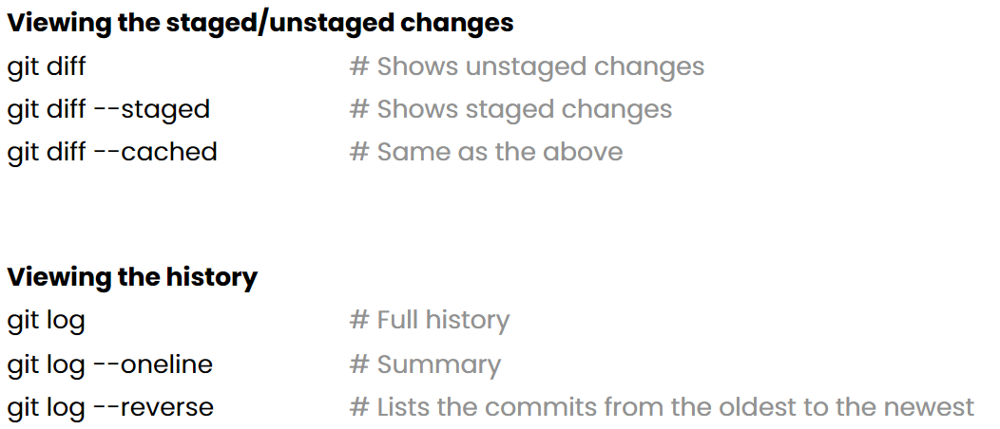 Viewing the staged/unstaged changes
git diff # Shows unstaged changes
git diff --staged # Shows staged changes
git diff --cached # Same as the above
Viewing the history
git log # Full history
git log --oneline # Summary
git log --reverse # Lists the commits from the oldest to the newest